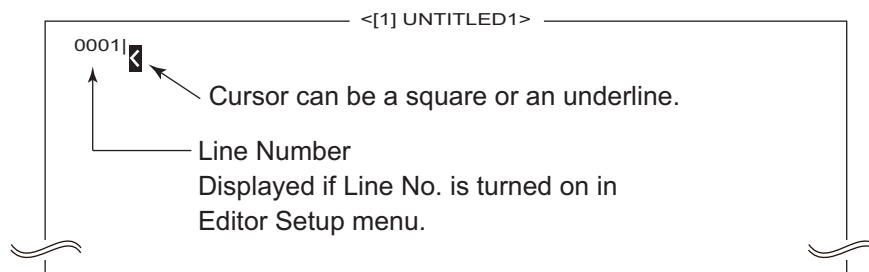 <[1] UNTITLED1>
0001|<
Cursor can be a square or an underline.
Line Number
Displayed if Line No. is turned on in
Editor Setup menu.